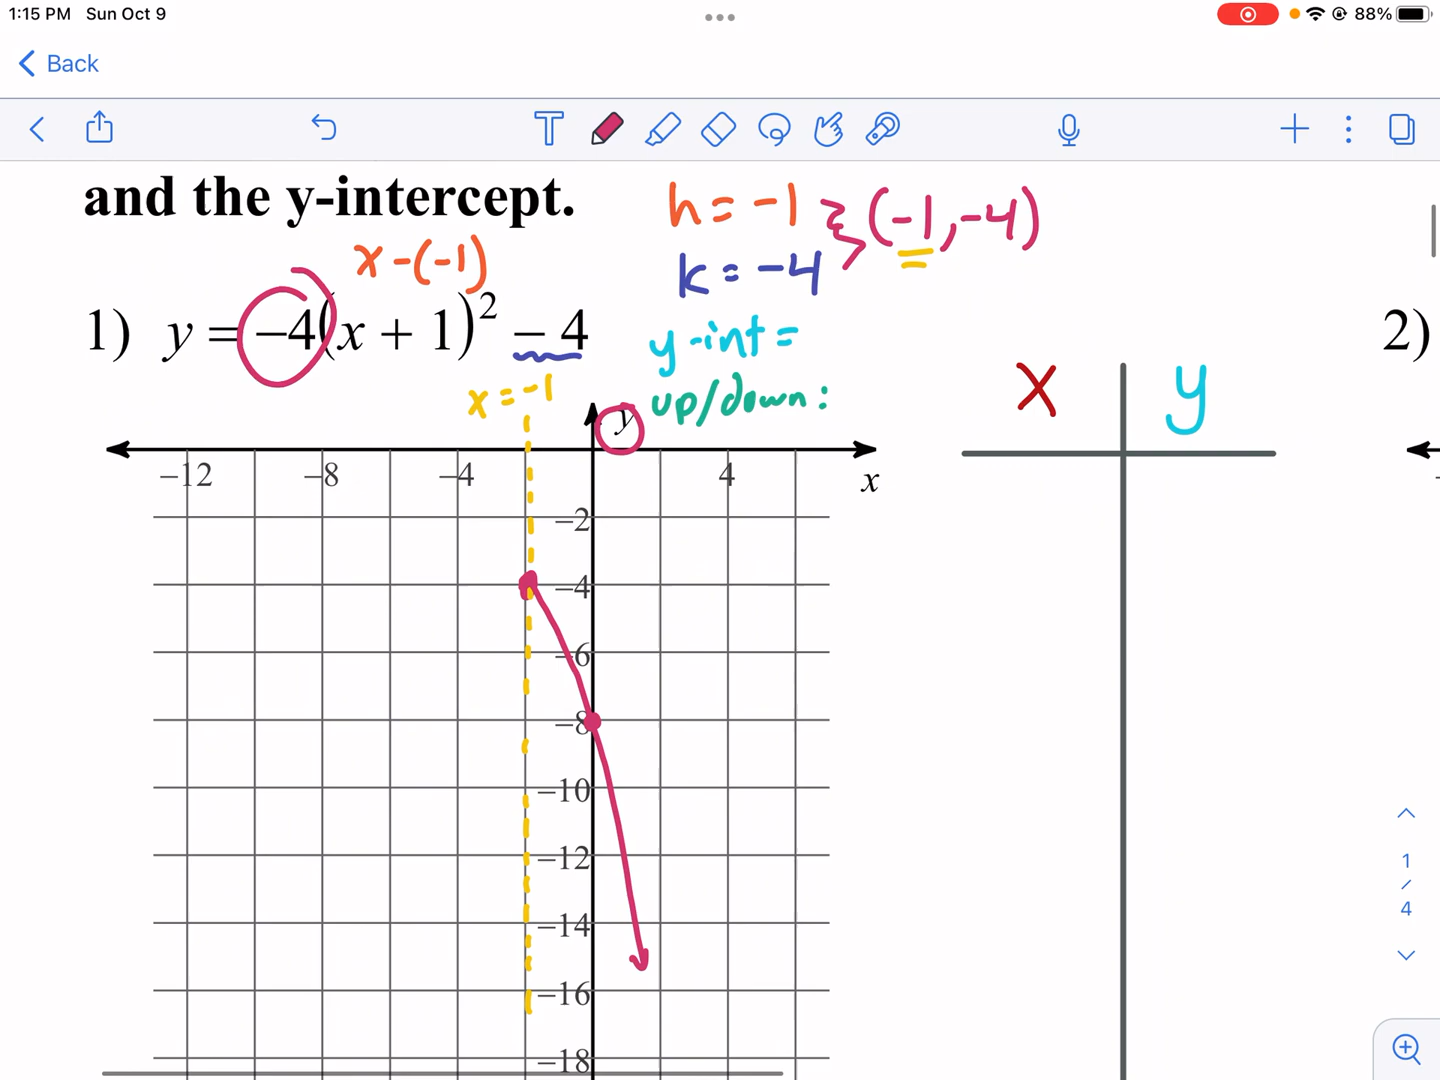 1:15 PM Sun Oct 9
88%
Back
and the y-intercept.
h = -1
(-1, -4)
k = -4
x -(-1)
1) y = −4(x + 1)² − 4
2)
y-int =
x = -1
up/down:
x y
y
−12 −8 −4 4
x
−2
−4
−6
−8
−10
−12
−14
−16
−18
1
/
4